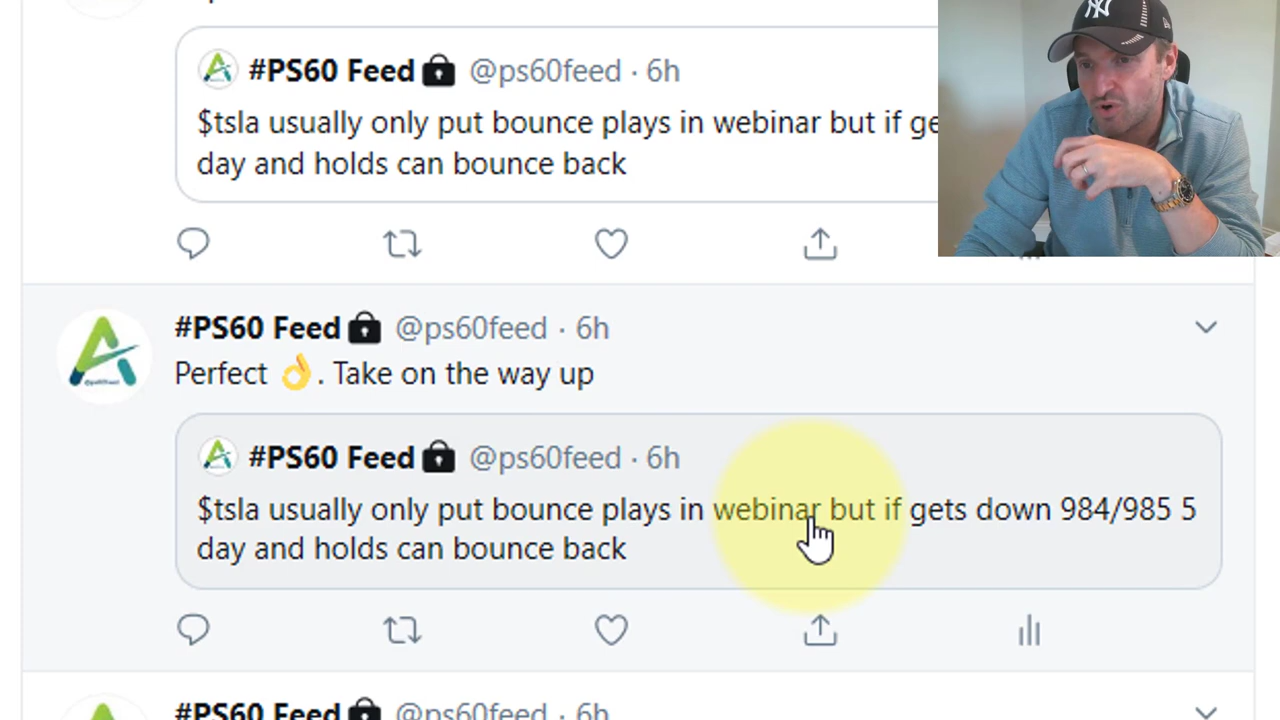 #PS60 Feed🔒 @ps60feed · 6h
$tsla usually only put bounce plays in webinar but if ge
day and holds can bounce back
#PS60 Feed🔒 @ps60feed · 6h
Perfect 👌. Take on the way up
#PS60 Feed🔒 @ps60feed · 6h
$tsla usually only put bounce plays in webinar but if gets down 984/985 5
day and holds can bounce back
#PS60 Feed🔒 @ps60feed · 6h
NY